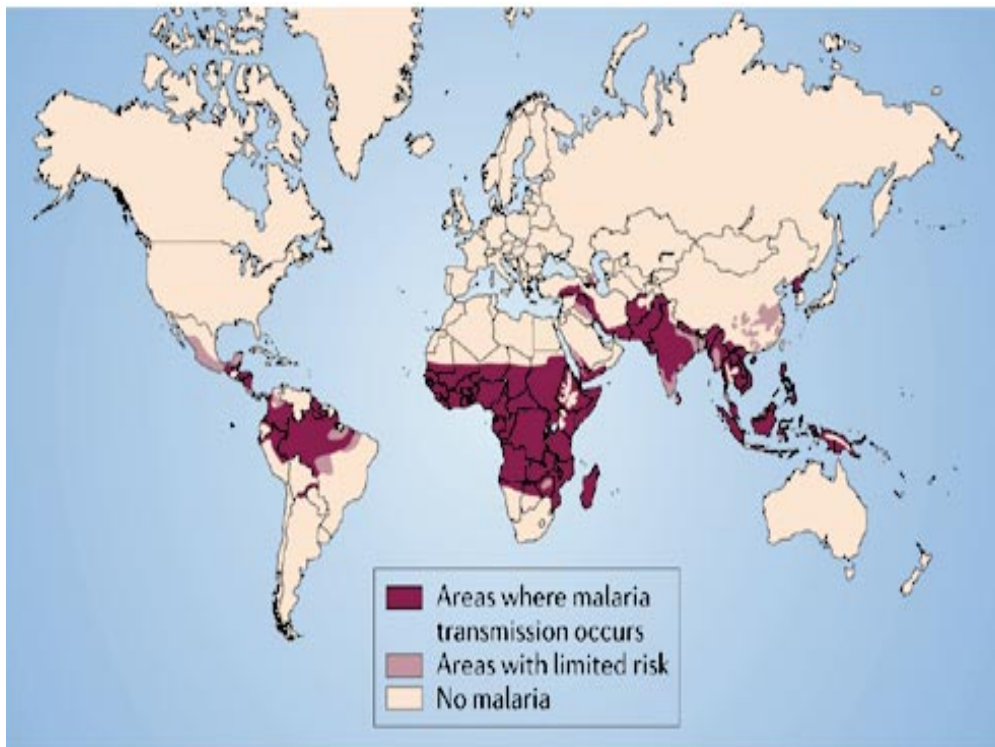 Areas where malaria
transmission occurs
Areas with limited risk
No malaria